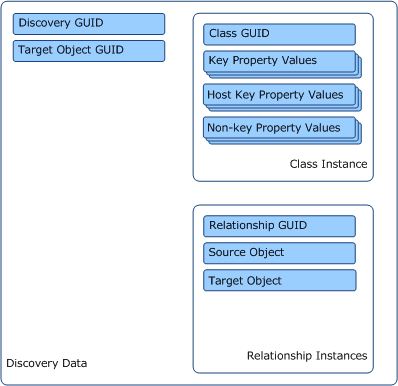 Discovery GUID
Target Object GUID
Class GUID
Key Property Values
Host Key Property Values
Non-key Property Values
Class Instance
Relationship GUID
Source Object
Target Object
Relationship Instances
Discovery Data